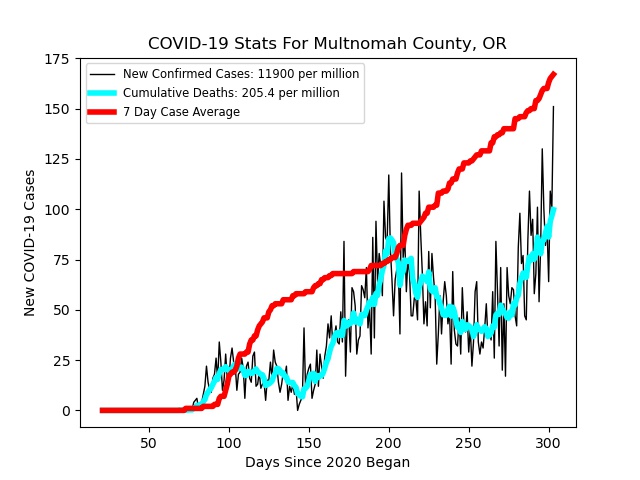 COVID-19 Stats For Multnomah County, OR
New Confirmed Cases: 11900 per million
Cumulative Deaths: 205.4 per million
7 Day Case Average
New COVID-19 Cases
175
150
125
100
75
50
25
0
50 100 150 200 250 300
Days Since 2020 Began